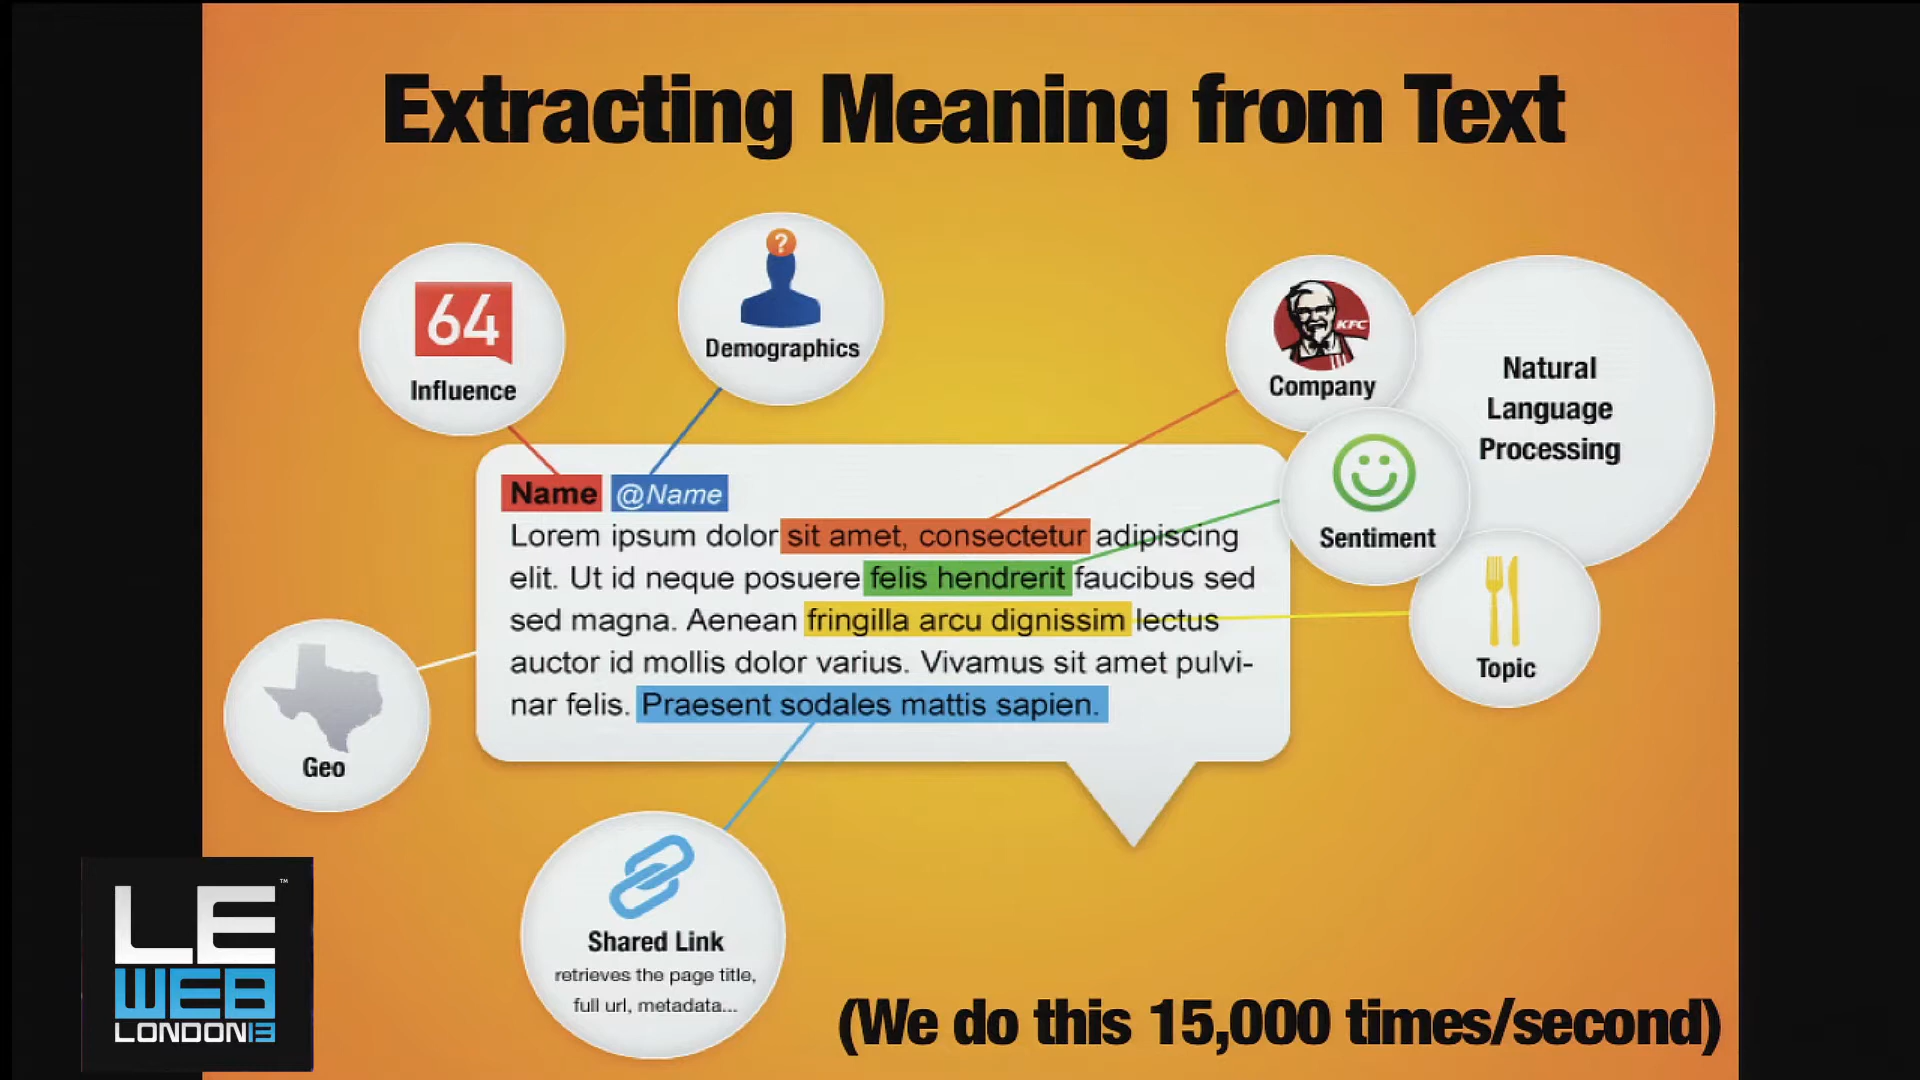 Extracting Meaning from Text
64
Influence
?
Demographics
KFC
Company
Natural
Language
Processing
Sentiment
Topic
Name @Name
Lorem ipsum dolor sit amet, consectetur adipiscing
elit. Ut id neque posuere felis hendrerit faucibus sed
sed magna. Aenean fringilla arcu dignissim lectus
auctor id mollis dolor varius. Vivamus sit amet pulvi-
nar felis. Praesent sodales mattis sapien.
Geo
Shared Link
retrieves the page title,
full url, metadata...
(We do this 15,000 times/second)
LE™
WEB
LONDON13